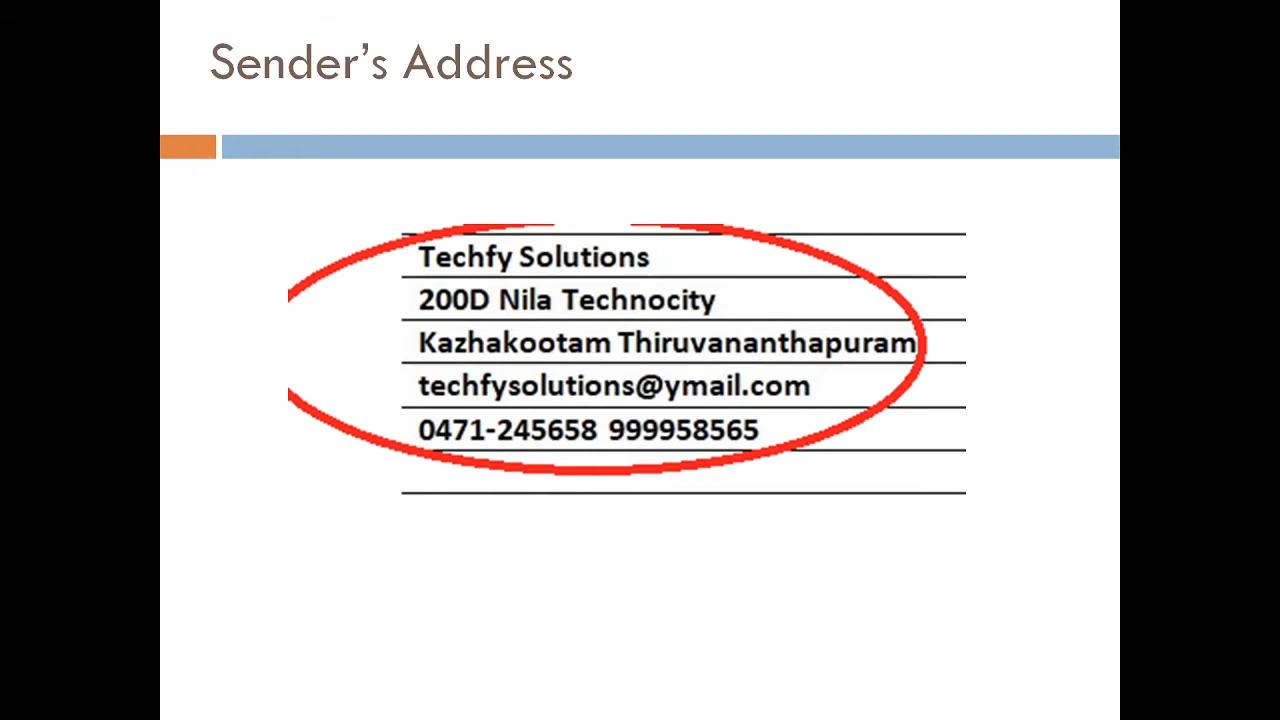 Sender’s Address
Techfy Solutions
200D Nila Technocity
Kazhakootam Thiruvananthapuram
techfysolutions@ymail.com
0471-245658 999958565